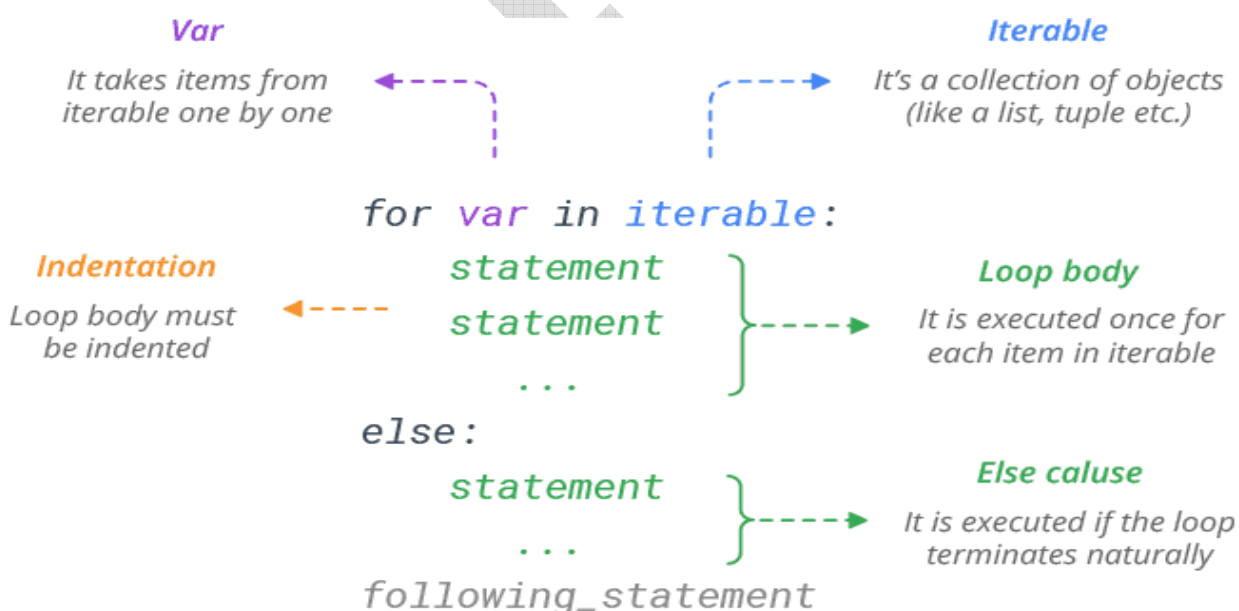 Var
It takes items from
iterable one by one
Iterable
It's a collection of objects
(like a list, tuple etc.)
for var in iterable:
statement
statement
...
Indentation
Loop body must
be indented
Loop body
It is executed once for
each item in iterable
else:
statement
...
Else caluse
It is executed if the loop
terminates naturally
following_statement